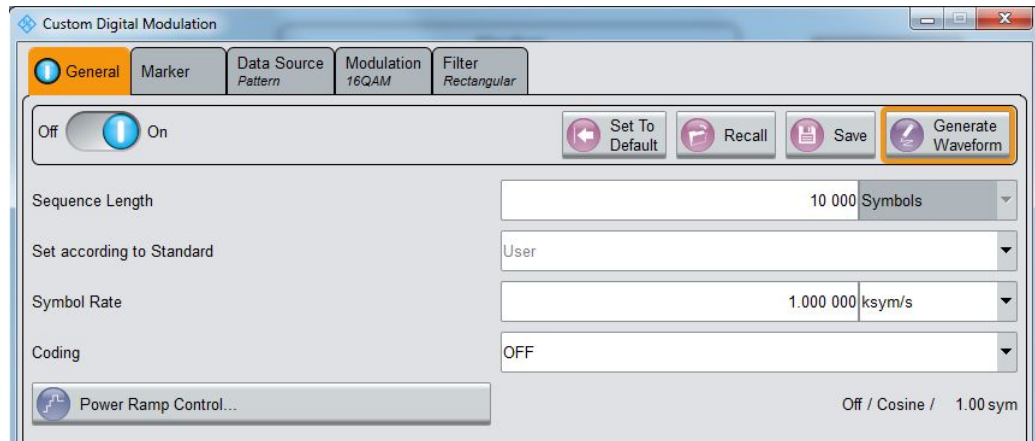 Custom Digital Modulation
General
Marker
Data Source
Pattern
Modulation
16QAM
Filter
Rectangular
Off
On
Set To
Default
Recall
Save
Generate
Waveform
Sequence Length
10 000 Symbols
Set according to Standard
User
Symbol Rate
1.000 000 ksym/s
Coding
OFF
Power Ramp Control...
Off / Cosine / 1.00 sym